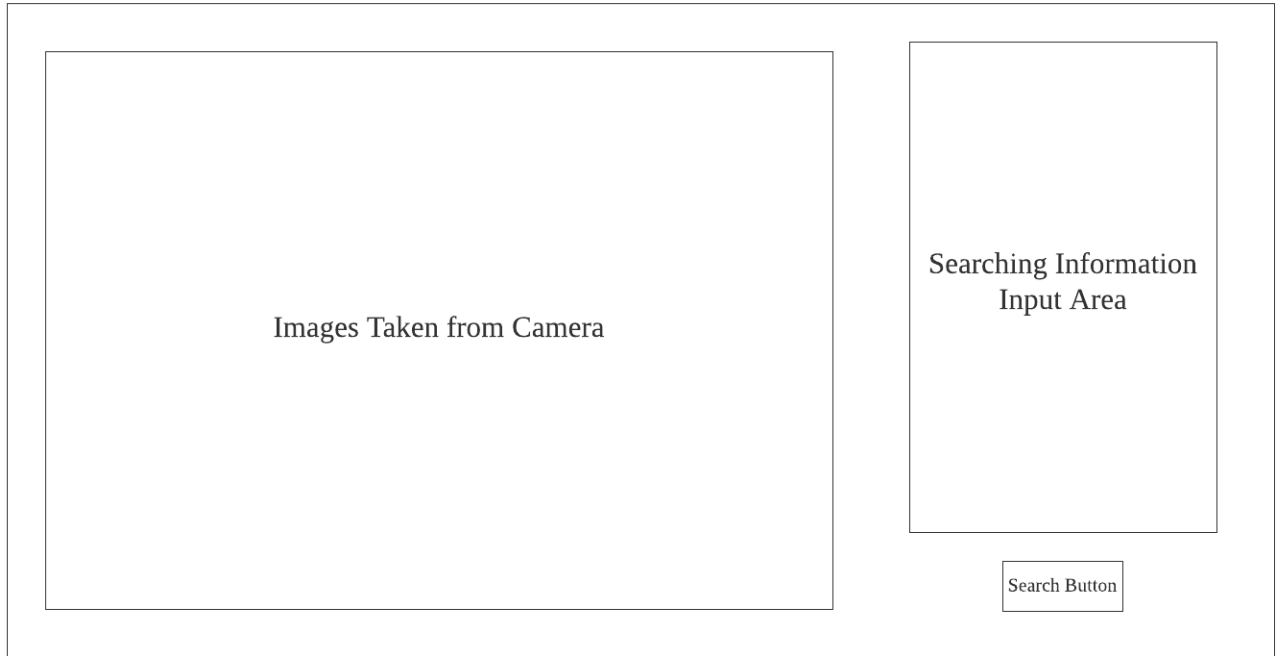 Images Taken from Camera
Searching Information
Input Area
Search Button